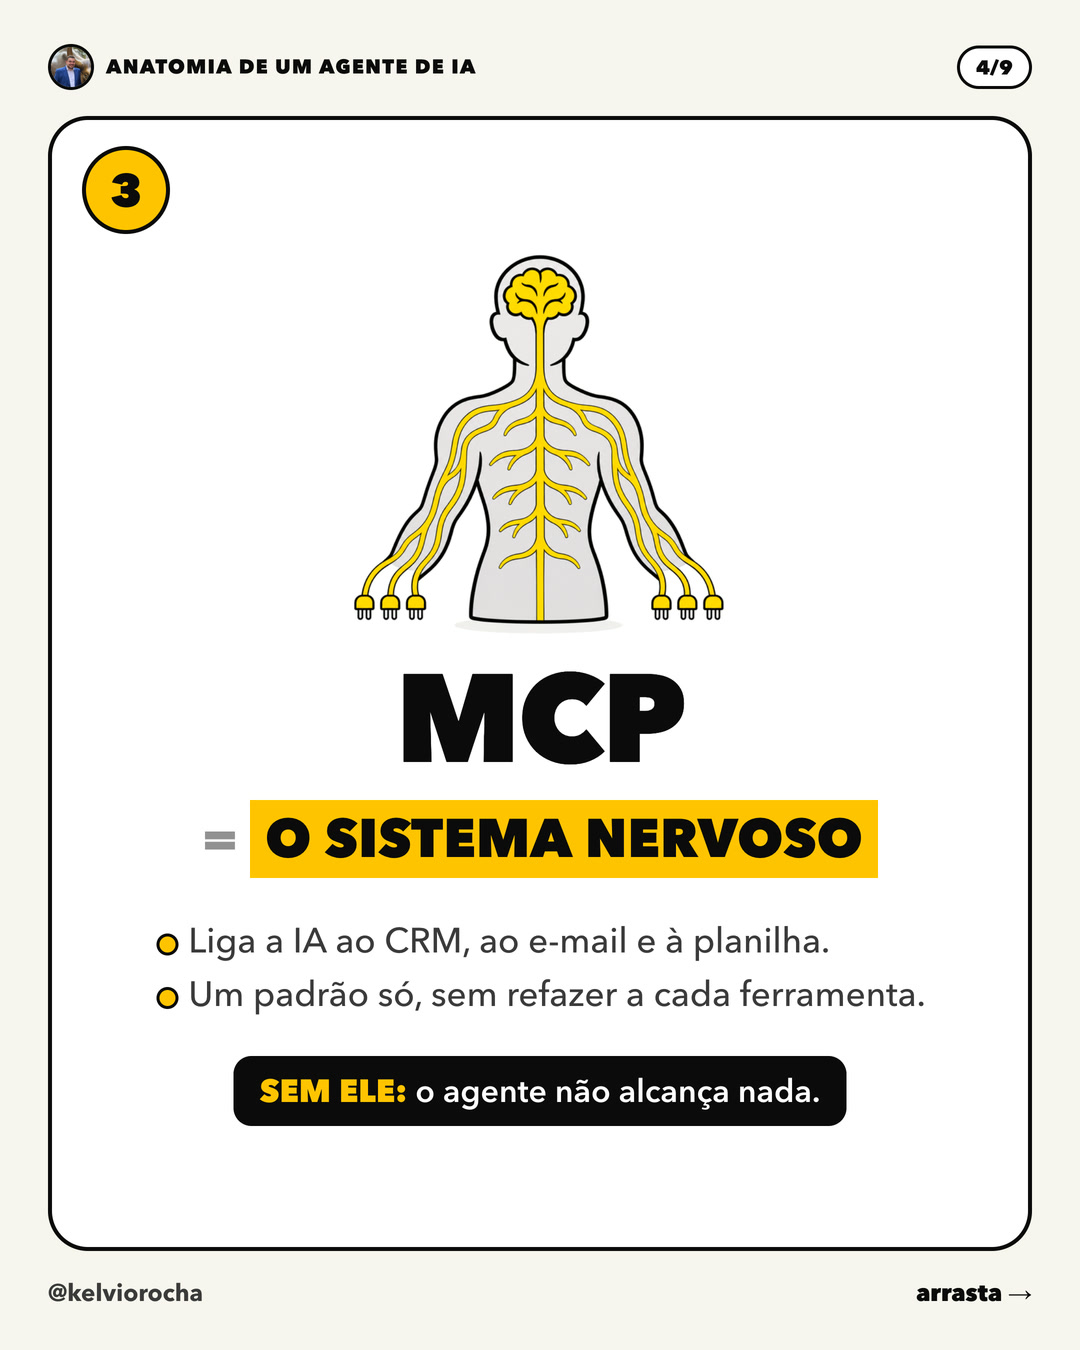 ANATOMIA DE UM AGENTE DE IA
4/9
3
MCP
= O SISTEMA NERVOSO
Liga a IA ao CRM, ao e-mail e à planilha.
Um padrão só, sem refazer a cada ferramenta.
SEM ELE: o agente não alcança nada.
@kelviorocha
arrasta →